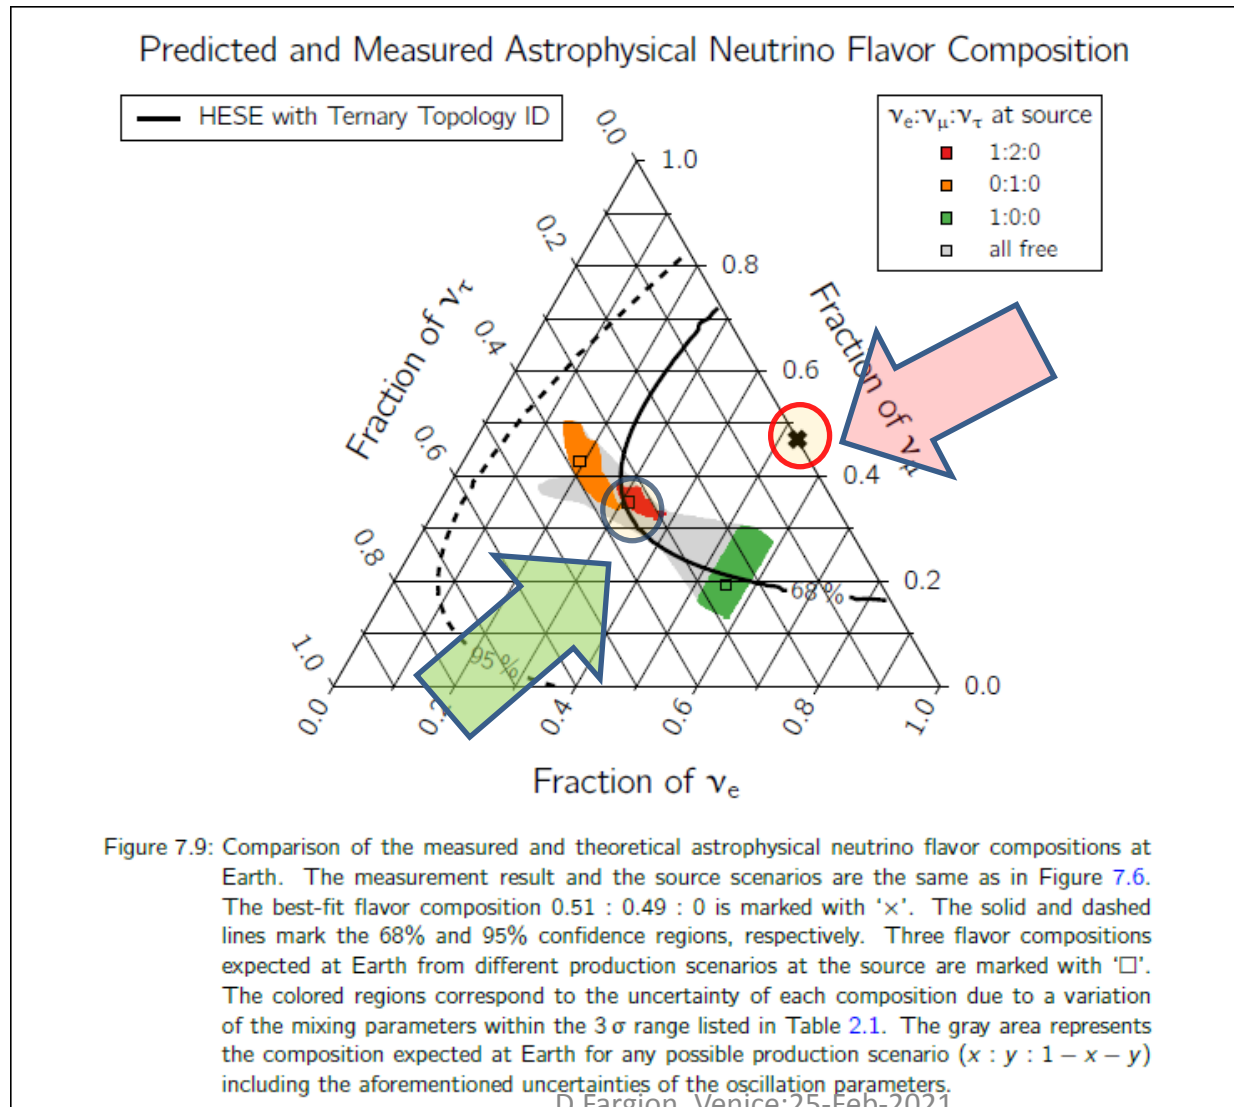 Predicted and Measured Astrophysical Neutrino Flavor Composition
HESE with Ternary Topology ID
νe:νμ:ντ at source
1:2:0
0:1:0
1:0:0
all free
Fraction of ντ
0.0
0.2
0.4
0.6
0.8
1.0
Fraction of νμ
1.0
0.8
0.6
0.4
0.2
0.0
68%
95%
0.0
0.2
0.4
0.6
0.8
1.0
Fraction of νe
Figure 7.9: Comparison of the measured and theoretical astrophysical neutrino flavor compositions at
Earth. The measurement result and the source scenarios are the same as in Figure 7.6.
The best-fit flavor composition 0.51 : 0.49 : 0 is marked with ‘×’. The solid and dashed
lines mark the 68% and 95% confidence regions, respectively. Three flavor compositions
expected at Earth from different production scenarios at the source are marked with ‘□’.
The colored regions correspond to the uncertainty of each composition due to a variation
of the mixing parameters within the 3 σ range listed in Table 2.1. The gray area represents
the composition expected at Earth for any possible production scenario (x : y : 1 − x − y)
including the aforementioned uncertainties of the oscillation parameters.
D.Fargion, Venice:25-Feb-2021